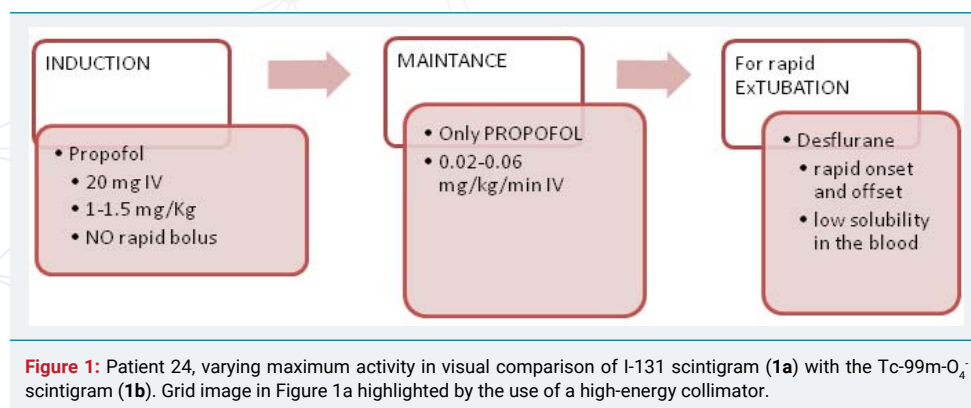 INDUCTION
• Propofol
• 20 mg IV
• 1-1.5 mg/Kg
• NO rapid bolus
MAINTANCE
• Only PROPOFOL
• 0.02-0.06
mg/kg/min IV
For rapid
ExTUBATION
• Desflurane
• rapid onset
and offset
• low solubility
in the blood
Figure 1: Patient 24, varying maximum activity in visual comparison of I-131 scintigram (1a) with the Tc-99m-O₄⁻
scintigram (1b). Grid image in Figure 1a highlighted by the use of a high-energy collimator.